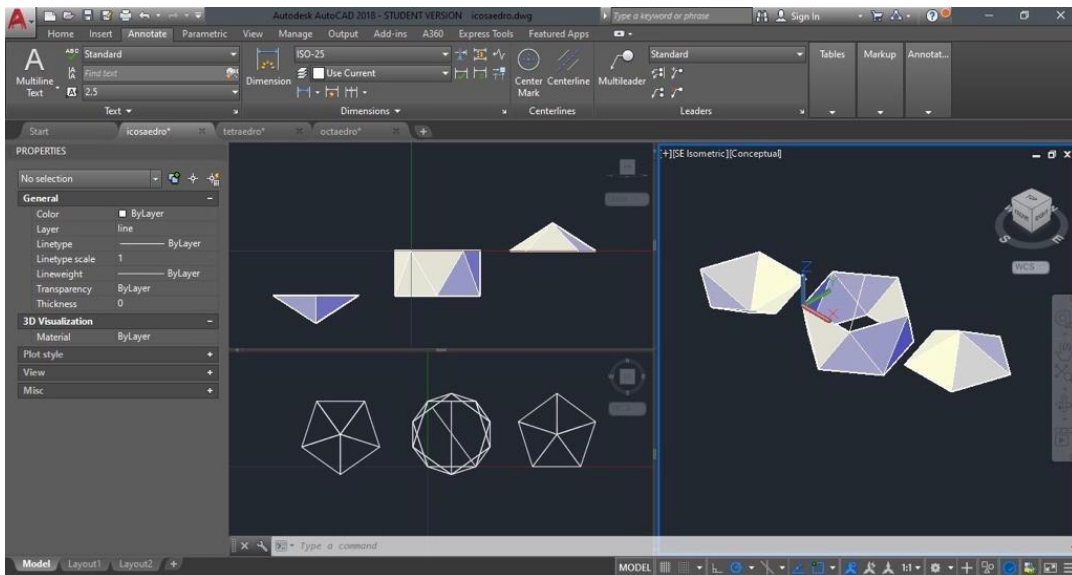 Autodesk AutoCAD 2018 - STUDENT VERSION icosaedro.dwg
Type a keyword or phrase
Sign In
Home Insert Annotate Parametric View Manage Output Add-ins A360 Express Tools Featured Apps
A
Multiline
Text
ABC Standard
Find text
2.5
Text
Dimension
ISO-25
Use Current
Dimensions
Center
Mark
Centerline
Centerlines
Multileader
Standard
Leaders
Tables
Markup
Annotat...
Start icosaedro* tetraedro* octaedro*
PROPERTIES
No selection
General
Color ByLayer
Layer line
Linetype ByLayer
Linetype scale 1
Lineweight ByLayer
Transparency ByLayer
Thickness 0
3D Visualization
Material ByLayer
Plot style
View
Misc
[+][SE Isometric][Conceptual]
TOP
S
E
WCS
Z
X
Type a command
Model Layout1 Layout2
MODEL
1:1